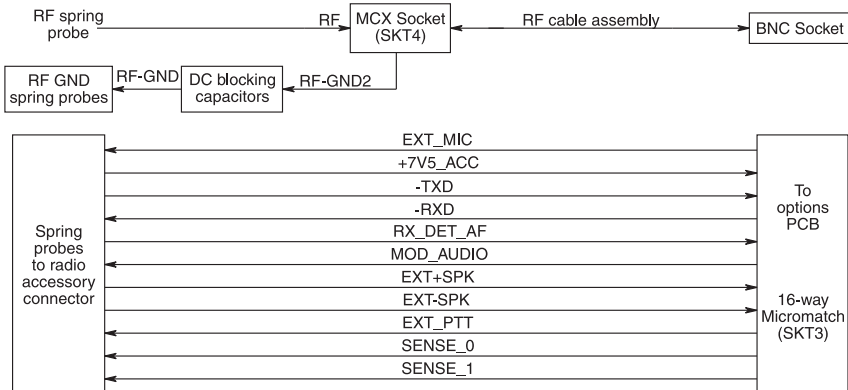 RF spring
probe
RF
MCX Socket
(SKT4)
RF cable assembly
BNC Socket
RF GND
spring probes
RF-GND
DC blocking
capacitors
RF-GND2
EXT_MIC
+7V5_ACC
-TXD
-RXD
RX_DET_AF
MOD_AUDIO
EXT+SPK
EXT-SPK
EXT_PTT
SENSE_0
SENSE_1
Spring
probes
to radio
accessory
connector
To
options
PCB
16-way
Micromatch
(SKT3)